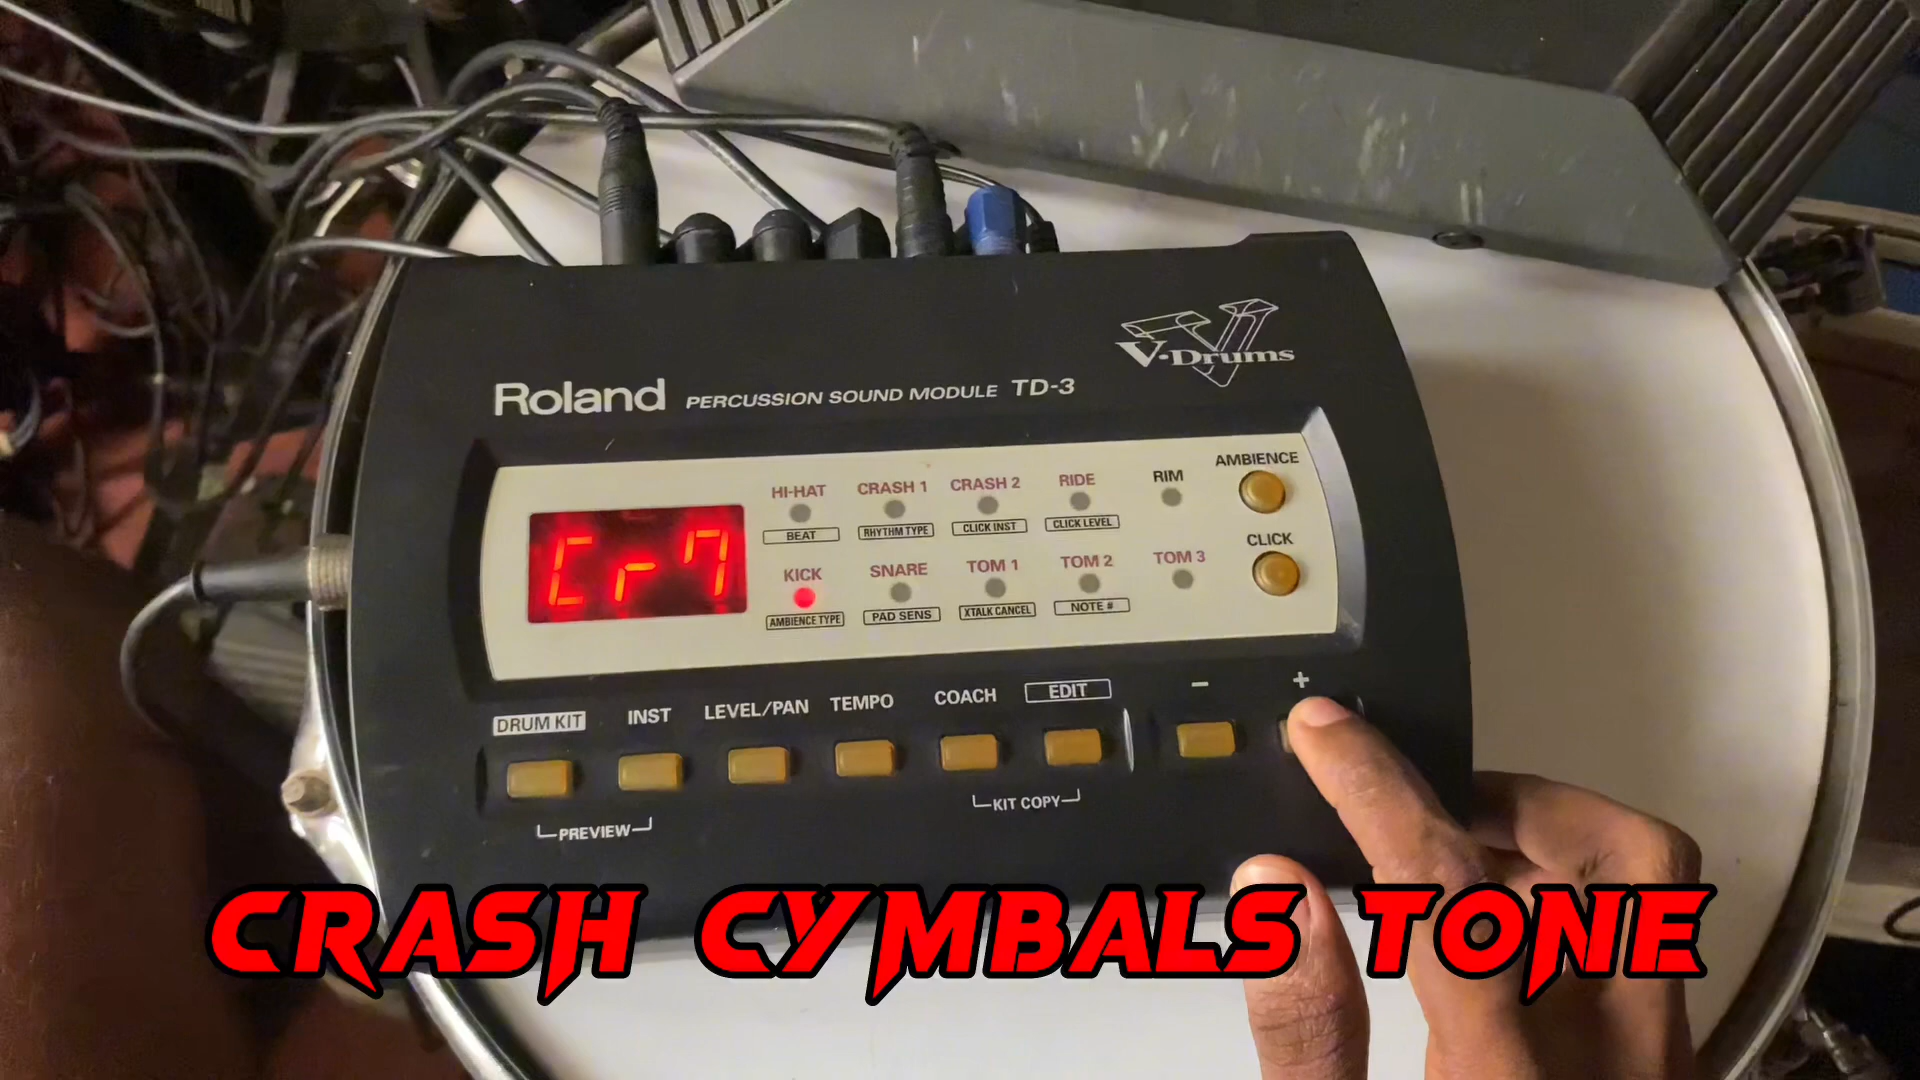 V-Drums
Roland PERCUSSION SOUND MODULE TD-3
AMBIENCE
HI-HAT CRASH 1 CRASH 2 RIDE RIM
BEAT RHYTHM TYPE CLICK INST CLICK LEVEL
Cr7
CLICK
KICK SNARE TOM 1 TOM 2 TOM 3
AMBIENCE TYPE PAD SENS XTALK CANCEL NOTE #
DRUM KIT INST LEVEL/PAN TEMPO COACH EDIT - +
KIT COPY
PREVIEW
CRASH CYMBALS TONE